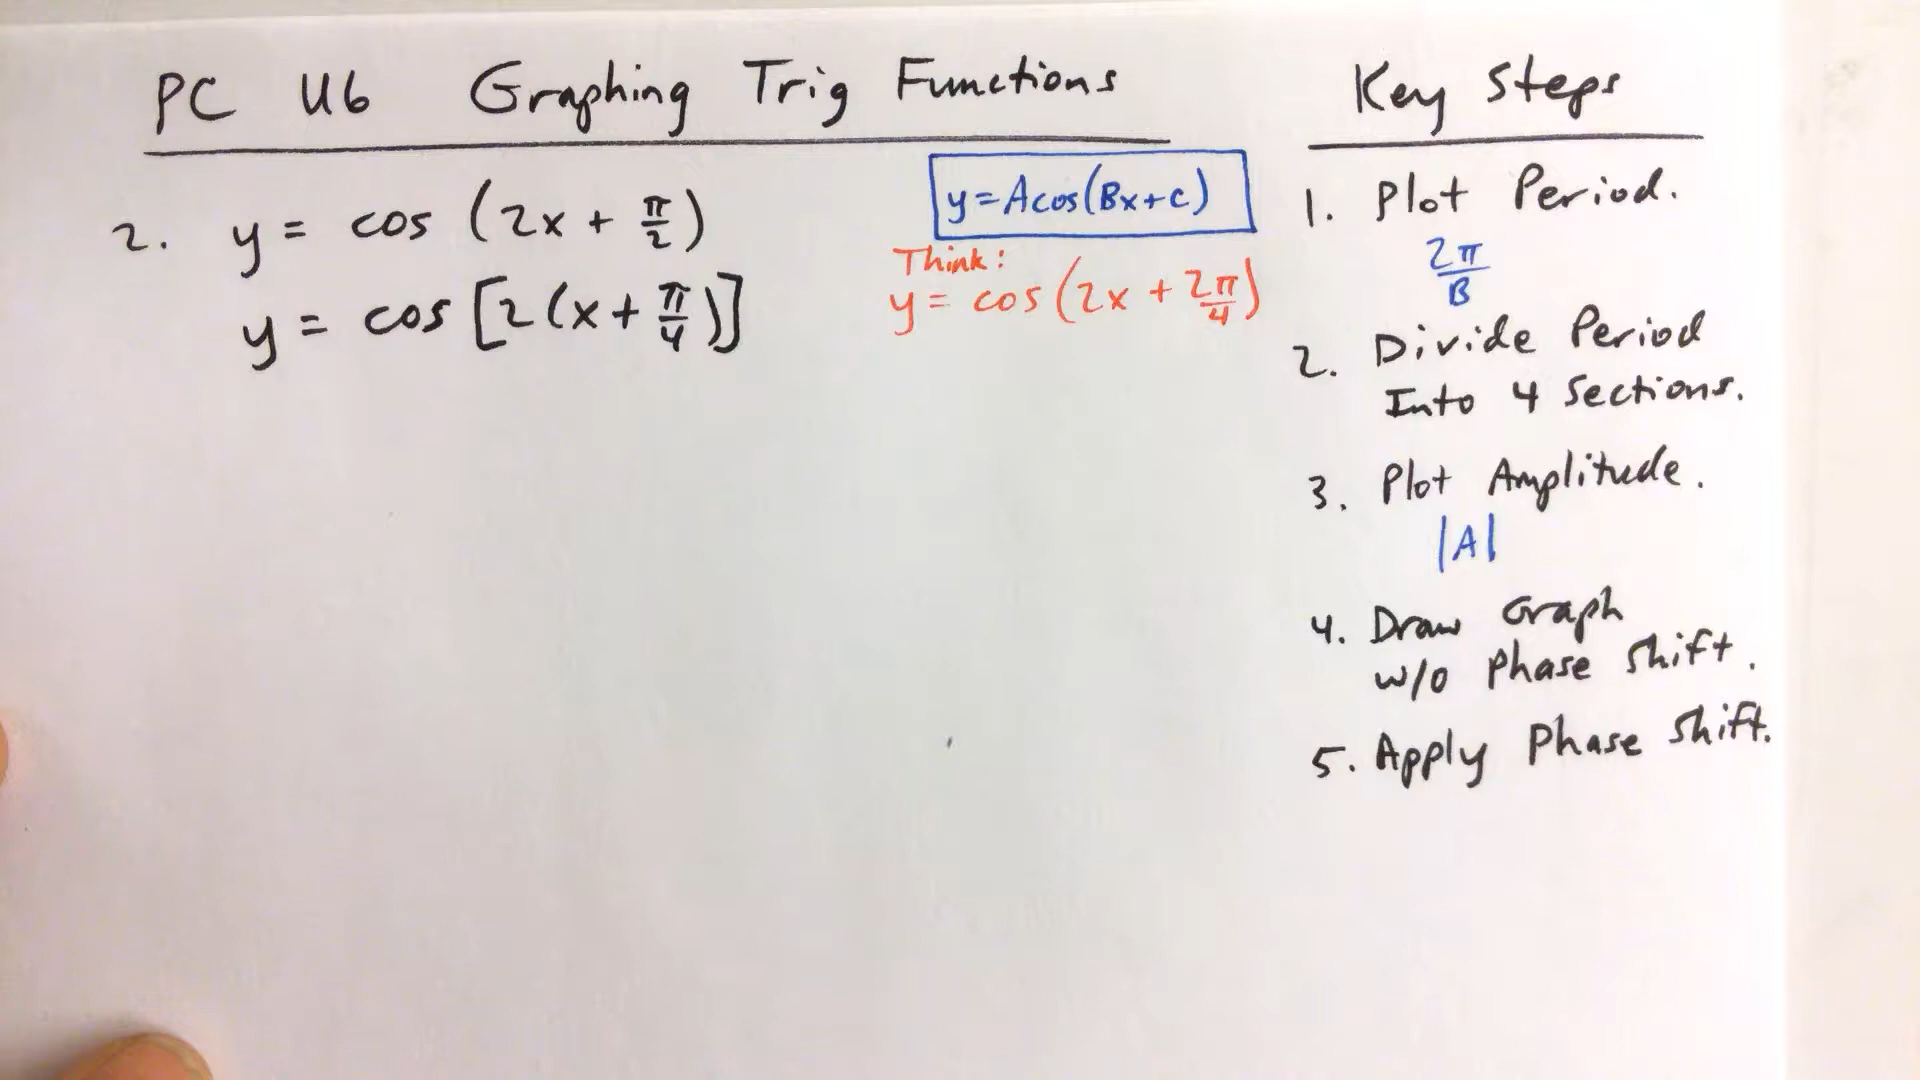 PC U6 Graphing Trig Functions
2. y = cos (2x + π/2)
y = cos [2(x + π/4)]
y = A cos(Bx + C)
Think:
y = cos (2x + 2π/4)
Key Steps
1. Plot Period.
2π/B
2. Divide Period
Into 4 Sections.
3. Plot Amplitude.
|A|
4. Draw Graph
w/o Phase Shift.
5. Apply Phase Shift.